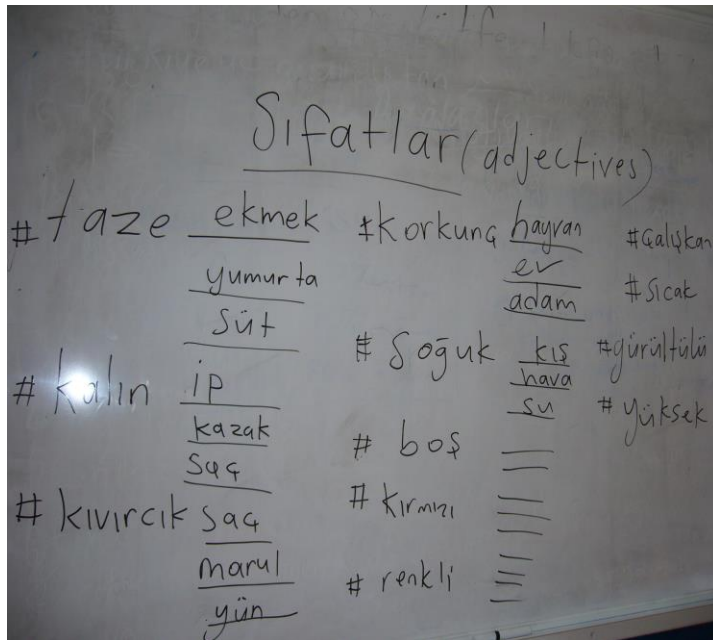 Sıfatlar (adjectives)
# taze ekmek
yumurta
süt
# kalın ip
kazak
saç
# kıvırcık saç
marul
yün
# korkunç hayvan
ev
adam
# soğuk kış
hava
su
# boş
# kırmızı
# renkli
# çalışkan
# sıcak
# gürültülü
# yüksek